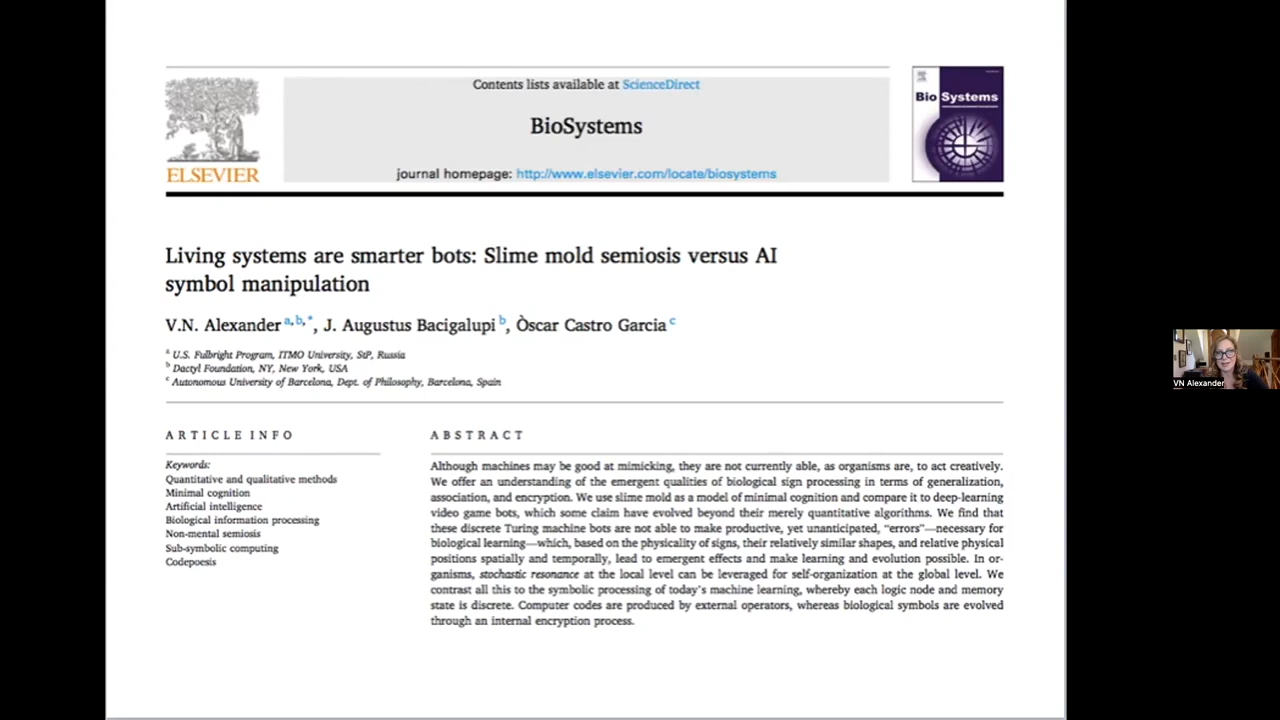 Contents lists available at ScienceDirect
BioSystems
journal homepage: http://www.elsevier.com/locate/biosystems
ELSEVIER
Bio Systems
Living systems are smarter bots: Slime mold semiosis versus AI
symbol manipulation
V.N. Alexander a, b, *, J. Augustus Bacigalupi b, Òscar Castro Garcia c
a U.S. Fulbright Program, ITMO University, StP, Russia
b Dactyl Foundation, NY, New York, USA
c Autonomous University of Barcelona, Dept. of Philosophy, Barcelona, Spain
ARTICLE INFO
Keywords:
Quantitative and qualitative methods
Minimal cognition
Artificial intelligence
Biological information processing
Non-mental semiosis
Sub-symbolic computing
Codepoesis
ABSTRACT
Although machines may be good at mimicking, they are not currently able, as organisms are, to act creatively.
We offer an understanding of the emergent qualities of biological sign processing in terms of generalization,
association, and encryption. We use slime mold as a model of minimal cognition and compare it to deep-learning
video game bots, which some claim have evolved beyond their merely quantitative algorithms. We find that
these discrete Turing machine bots are not able to make productive, yet unanticipated, “errors”—necessary for
biological learning—which, based on the physicality of signs, their relatively similar shapes, and relative physical
positions spatially and temporally, lead to emergent effects and make learning and evolution possible. In or-
ganisms, stochastic resonance at the local level can be leveraged for self-organization at the global level. We
contrast all this to the symbolic processing of today’s machine learning, whereby each logic node and memory
state is discrete. Computer codes are produced by external operators, whereas biological symbols are evolved
through an internal encryption process.
VN Alexander